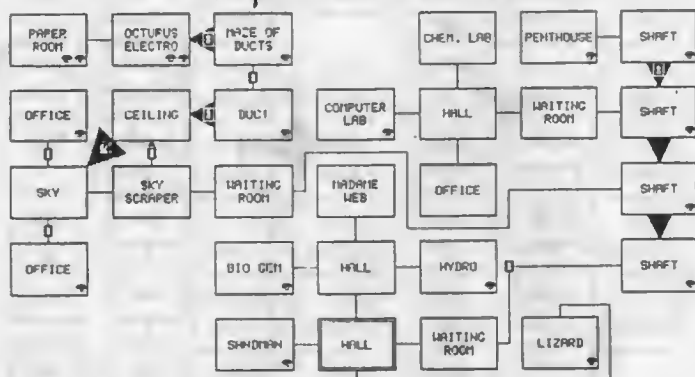 PAPER
ROOM
OCTUFUS
ELECTRO
MAZE OF
DUCTS
CHEM. LAB
PENTHOUSE
SHAFT
OFFICE
CEILING
DUCT
COMPUTER
LAB
HALL
WAITING
ROOM
SHAFT
SKY
SKY
SCRAPER
WAITING
ROOM
MADAME
WEB
OFFICE
SHAFT
OFFICE
BIO GEM
HALL
HYDRO
SHAFT
SANDMAN
HALL
WAITING
ROOM
LIZARD